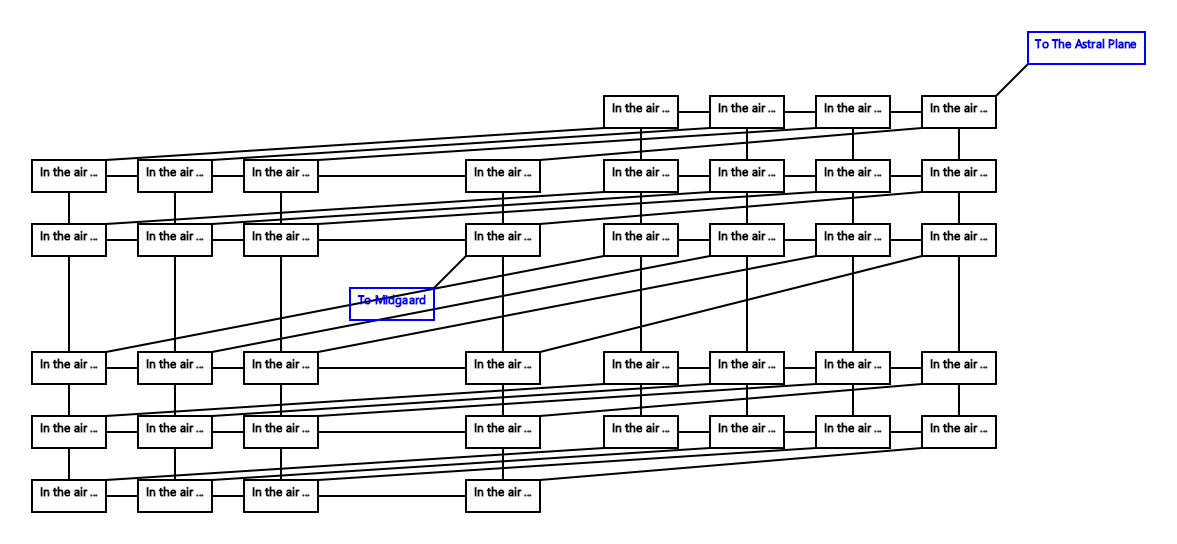 To The Astral Plane
In the air ... In the air ... In the air ... In the air ...
In the air ... In the air ... In the air ... In the air ... In the air ... In the air ... In the air ... In the air ...
In the air ... In the air ... In the air ... In the air ... In the air ... In the air ... In the air ... In the air ...
To Midgaard
In the air ... In the air ... In the air ... In the air ... In the air ... In the air ... In the air ... In the air ...
In the air ... In the air ... In the air ... In the air ... In the air ... In the air ... In the air ... In the air ...
In the air ... In the air ... In the air ... In the air ...